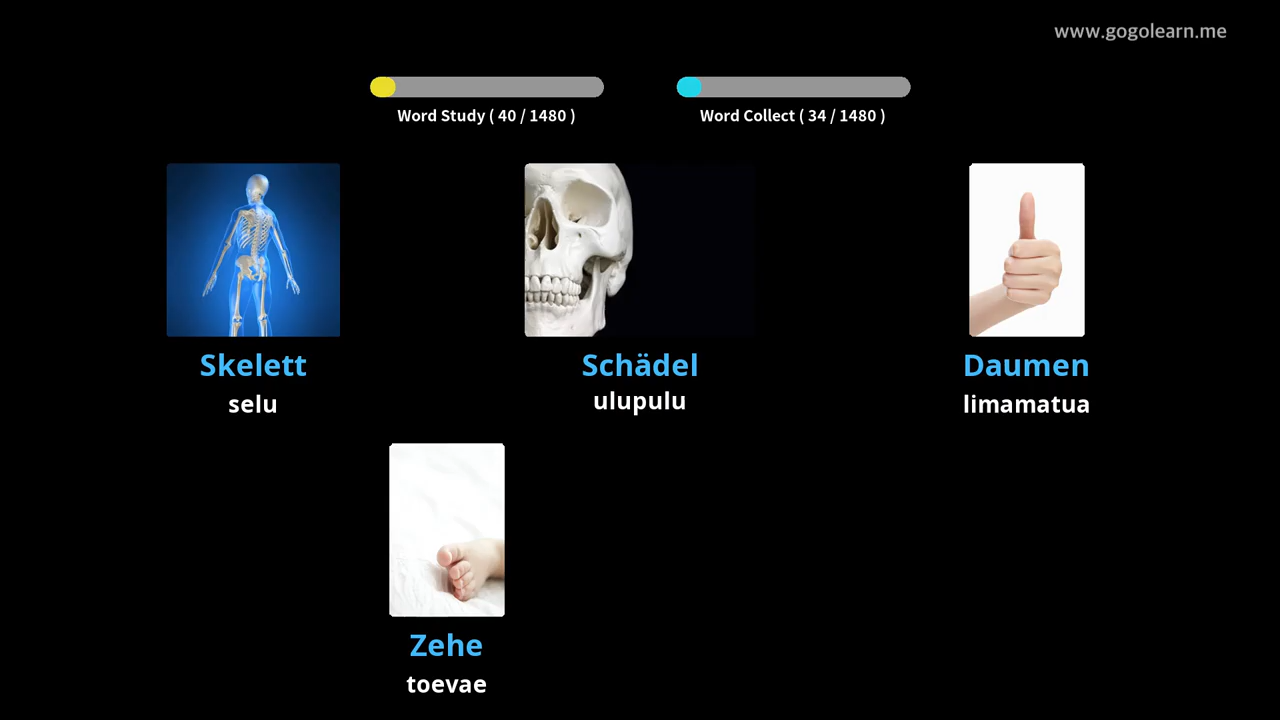 www.gogolearn.me
Word Study ( 40 / 1480 )
Word Collect ( 34 / 1480 )
Skelett
selu
Schädel
ulupulu
Daumen
limamatua
Zehe
toevae